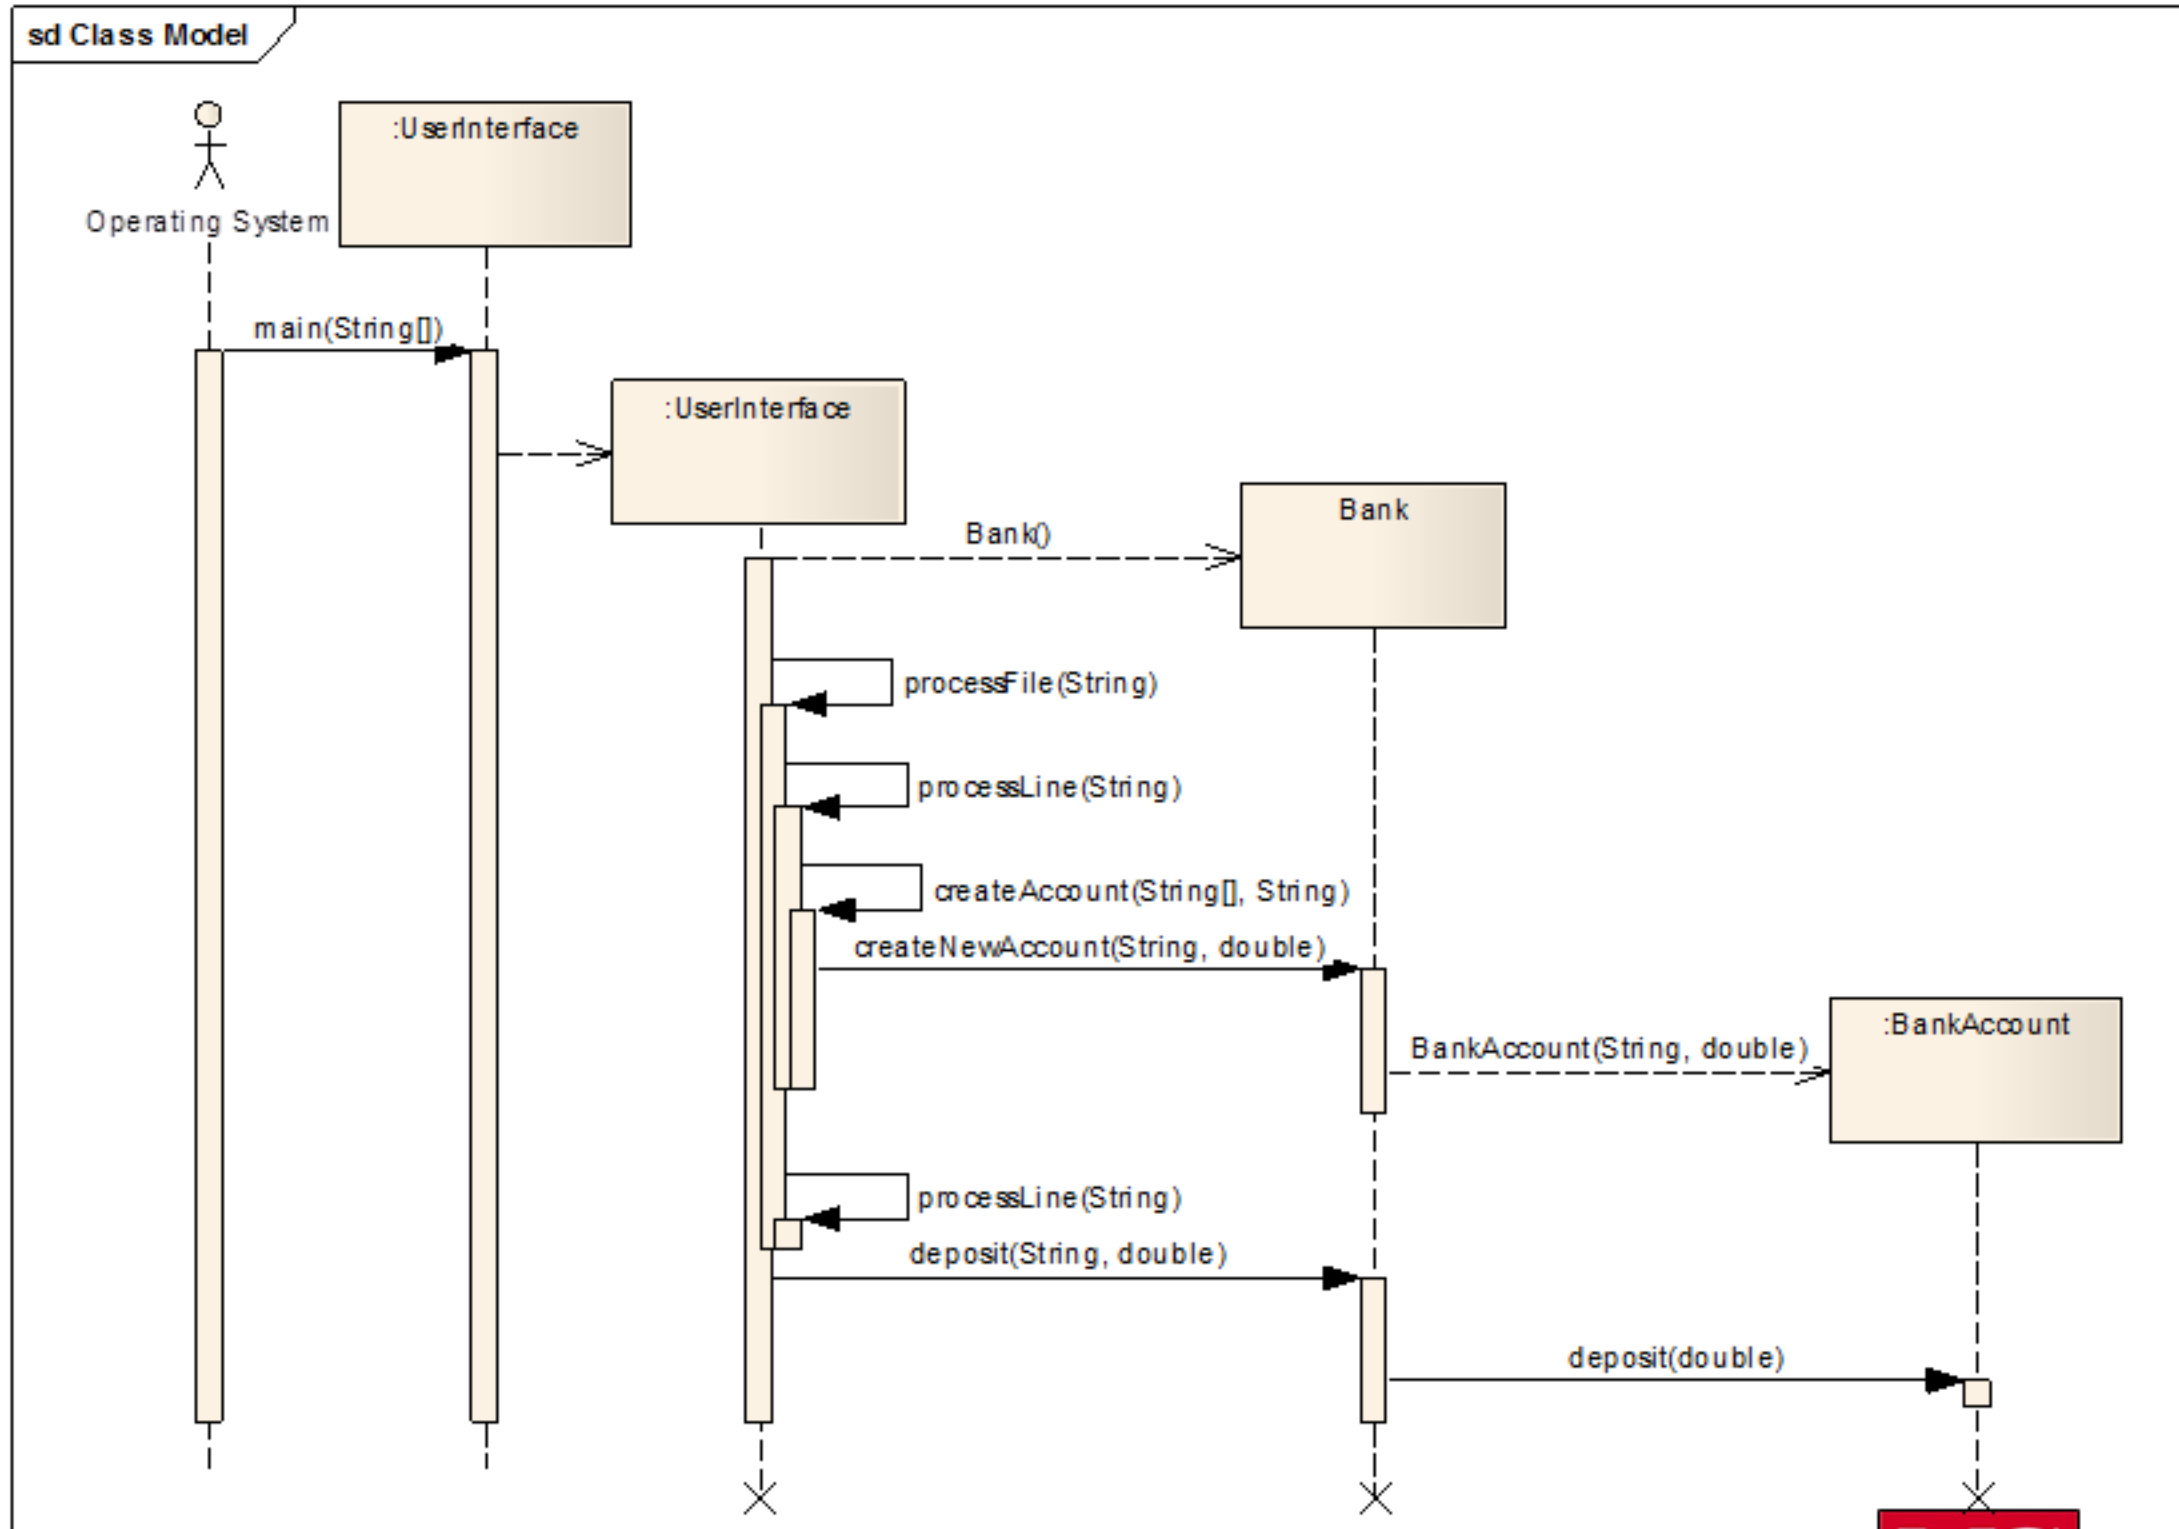 sd Class Model
:UserInterface
Operating System
main(String[])
:UserInterface
Bank
Bank()
processFile(String)
processLine(String)
createAccount(String[], String)
createNewAccount(String, double)
:BankAccount
BankAccount(String, double)
processLine(String)
deposit(String, double)
deposit(double)